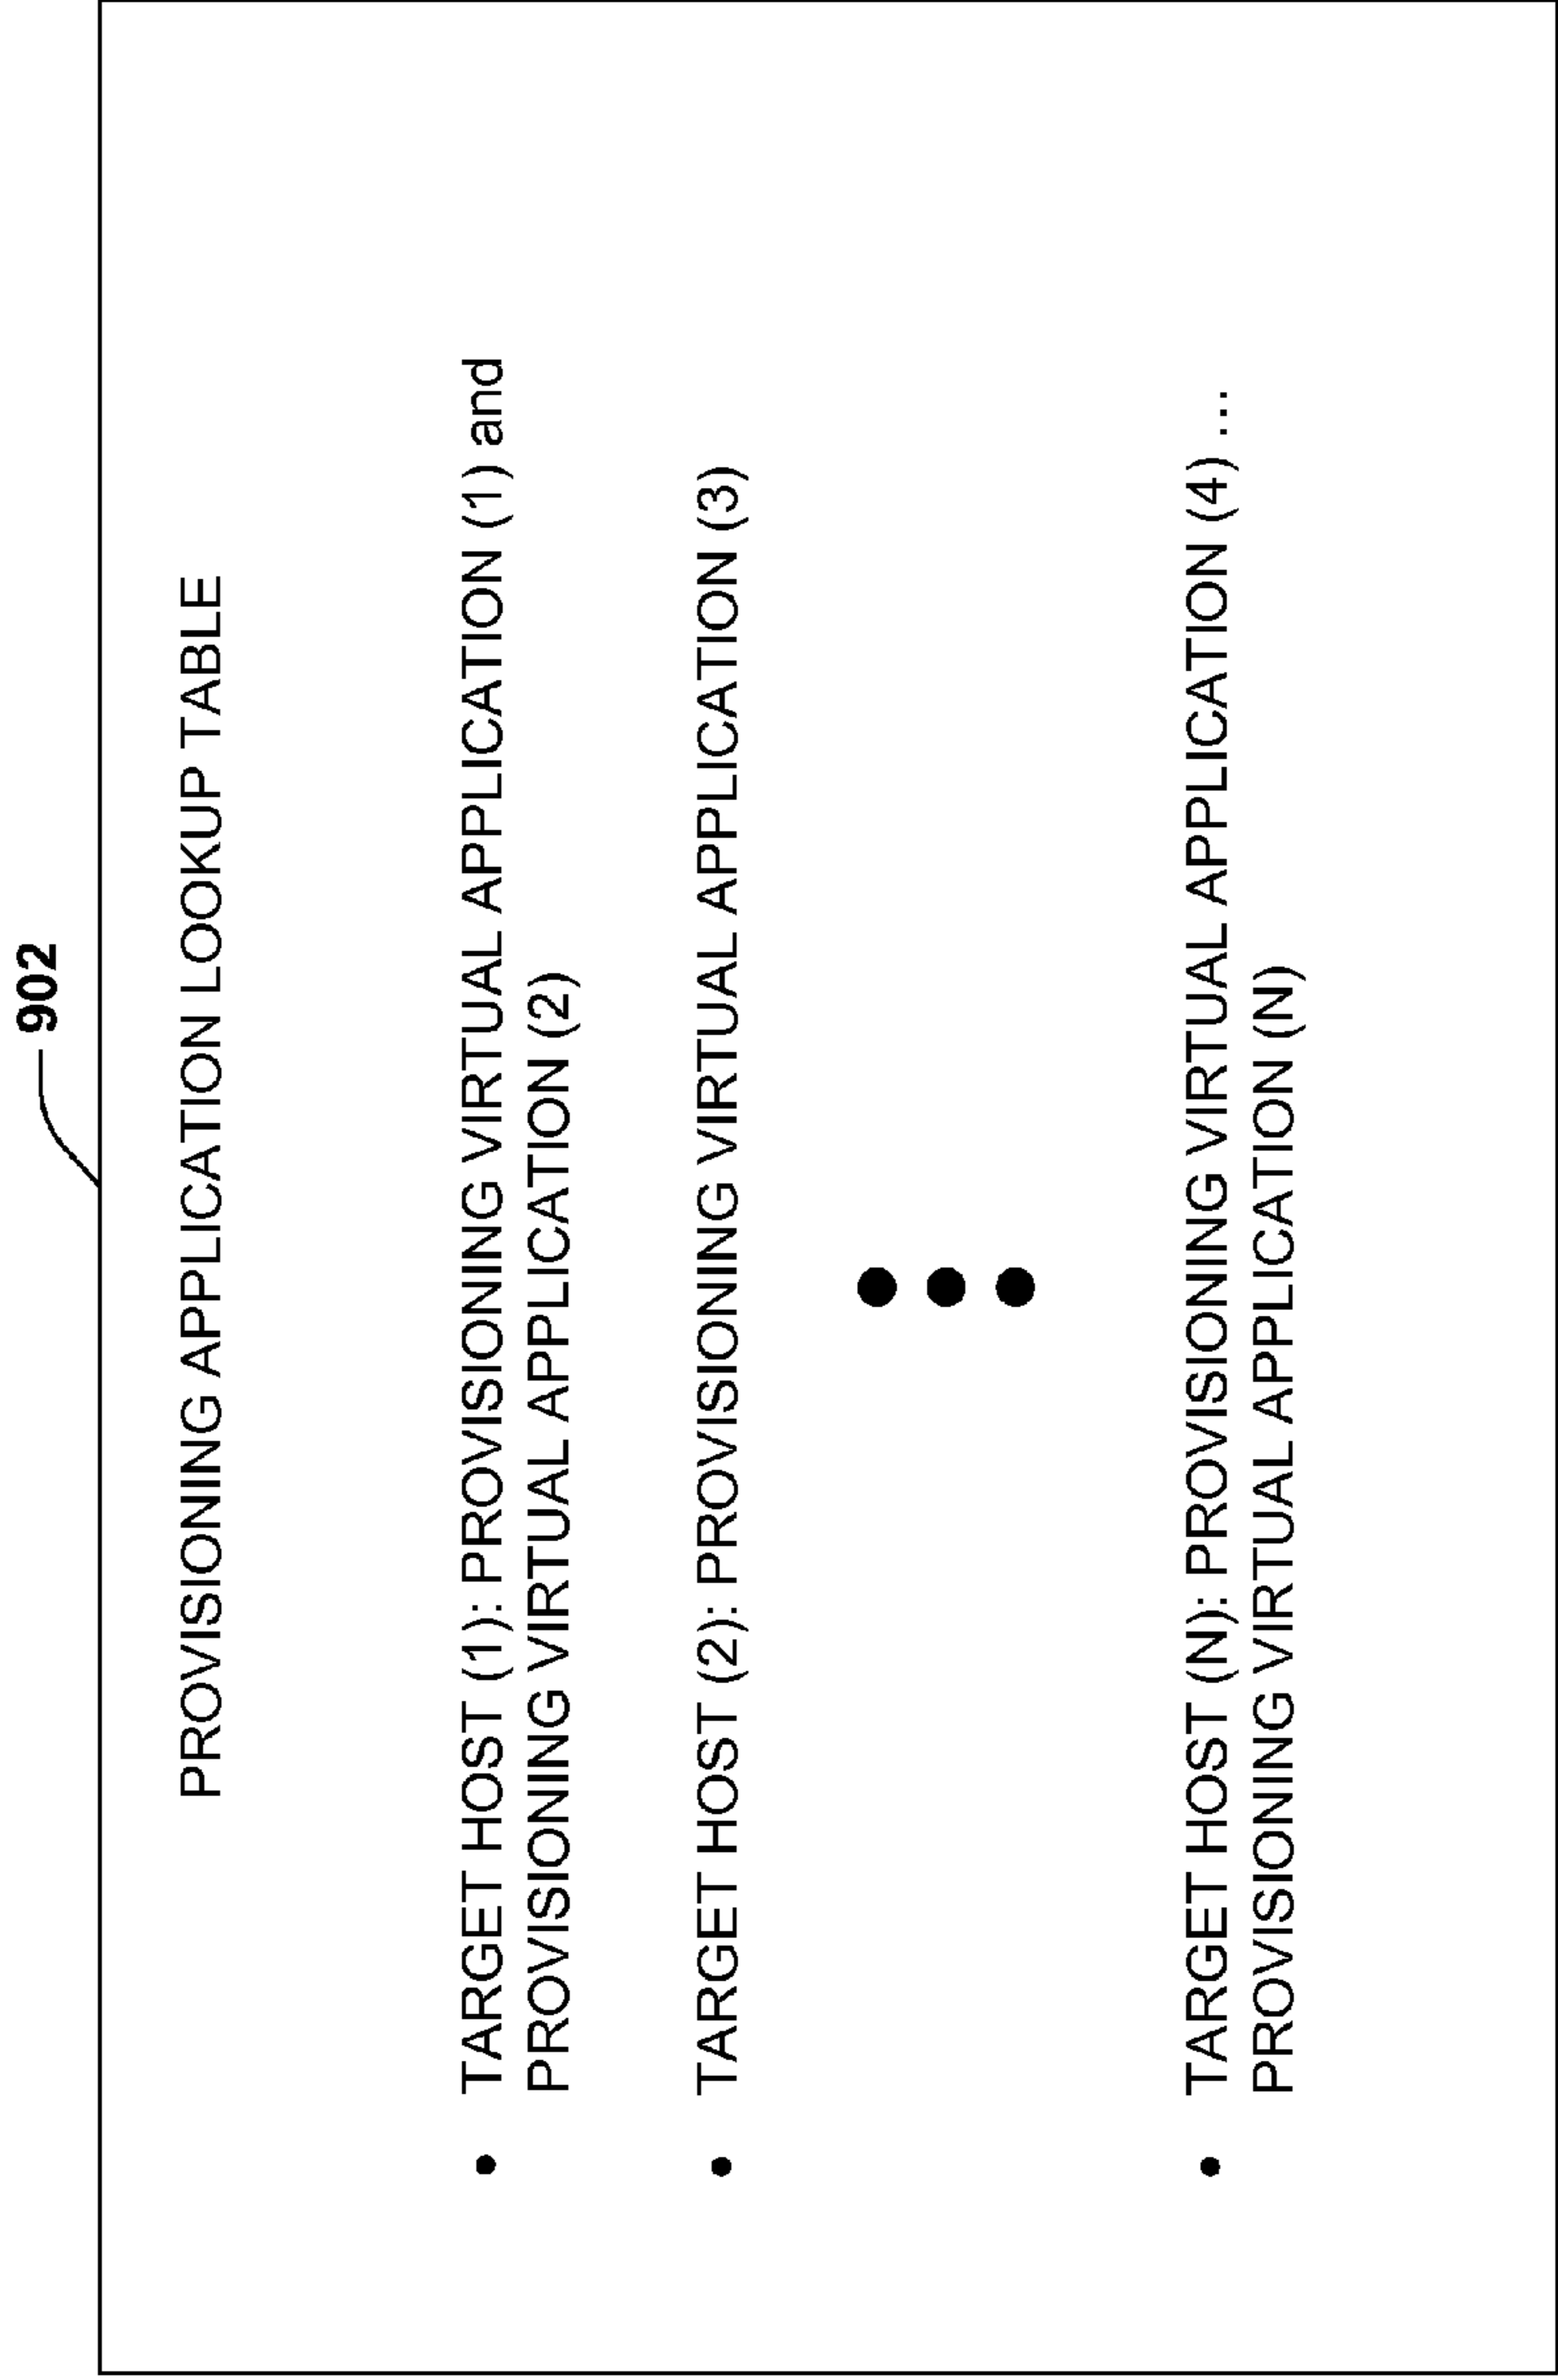 902
PROVISIONING APPLICATION LOOKUP TABLE
• TARGET HOST (1): PROVISIONING VIRTUAL APPLICATION (1) and
PROVISIONING VIRTUAL APPLICATION (2)
• TARGET HOST (2): PROVISIONING VIRTUAL APPLICATION (3)
• TARGET HOST (N): PROVISIONING VIRTUAL APPLICATION (4) ...
PROVISIONING VIRTUAL APPLICATION (N)